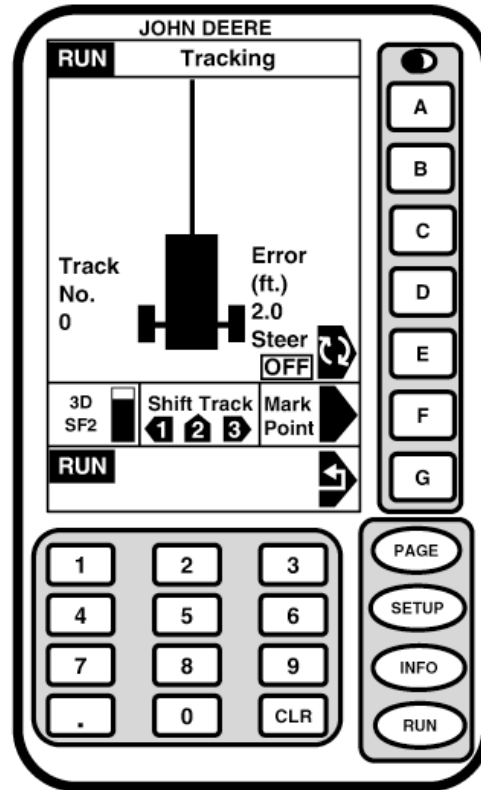 JOHN DEERE
RUN Tracking
Track
No.
0
Error
(ft.)
2.0
Steer
OFF
3D
SF2
Shift Track
1 2 3
Mark
Point
RUN
A
B
C
D
E
F
G
PAGE
SETUP
INFO
RUN
1 2 3
4 5 6
7 8 9
. 0 CLR